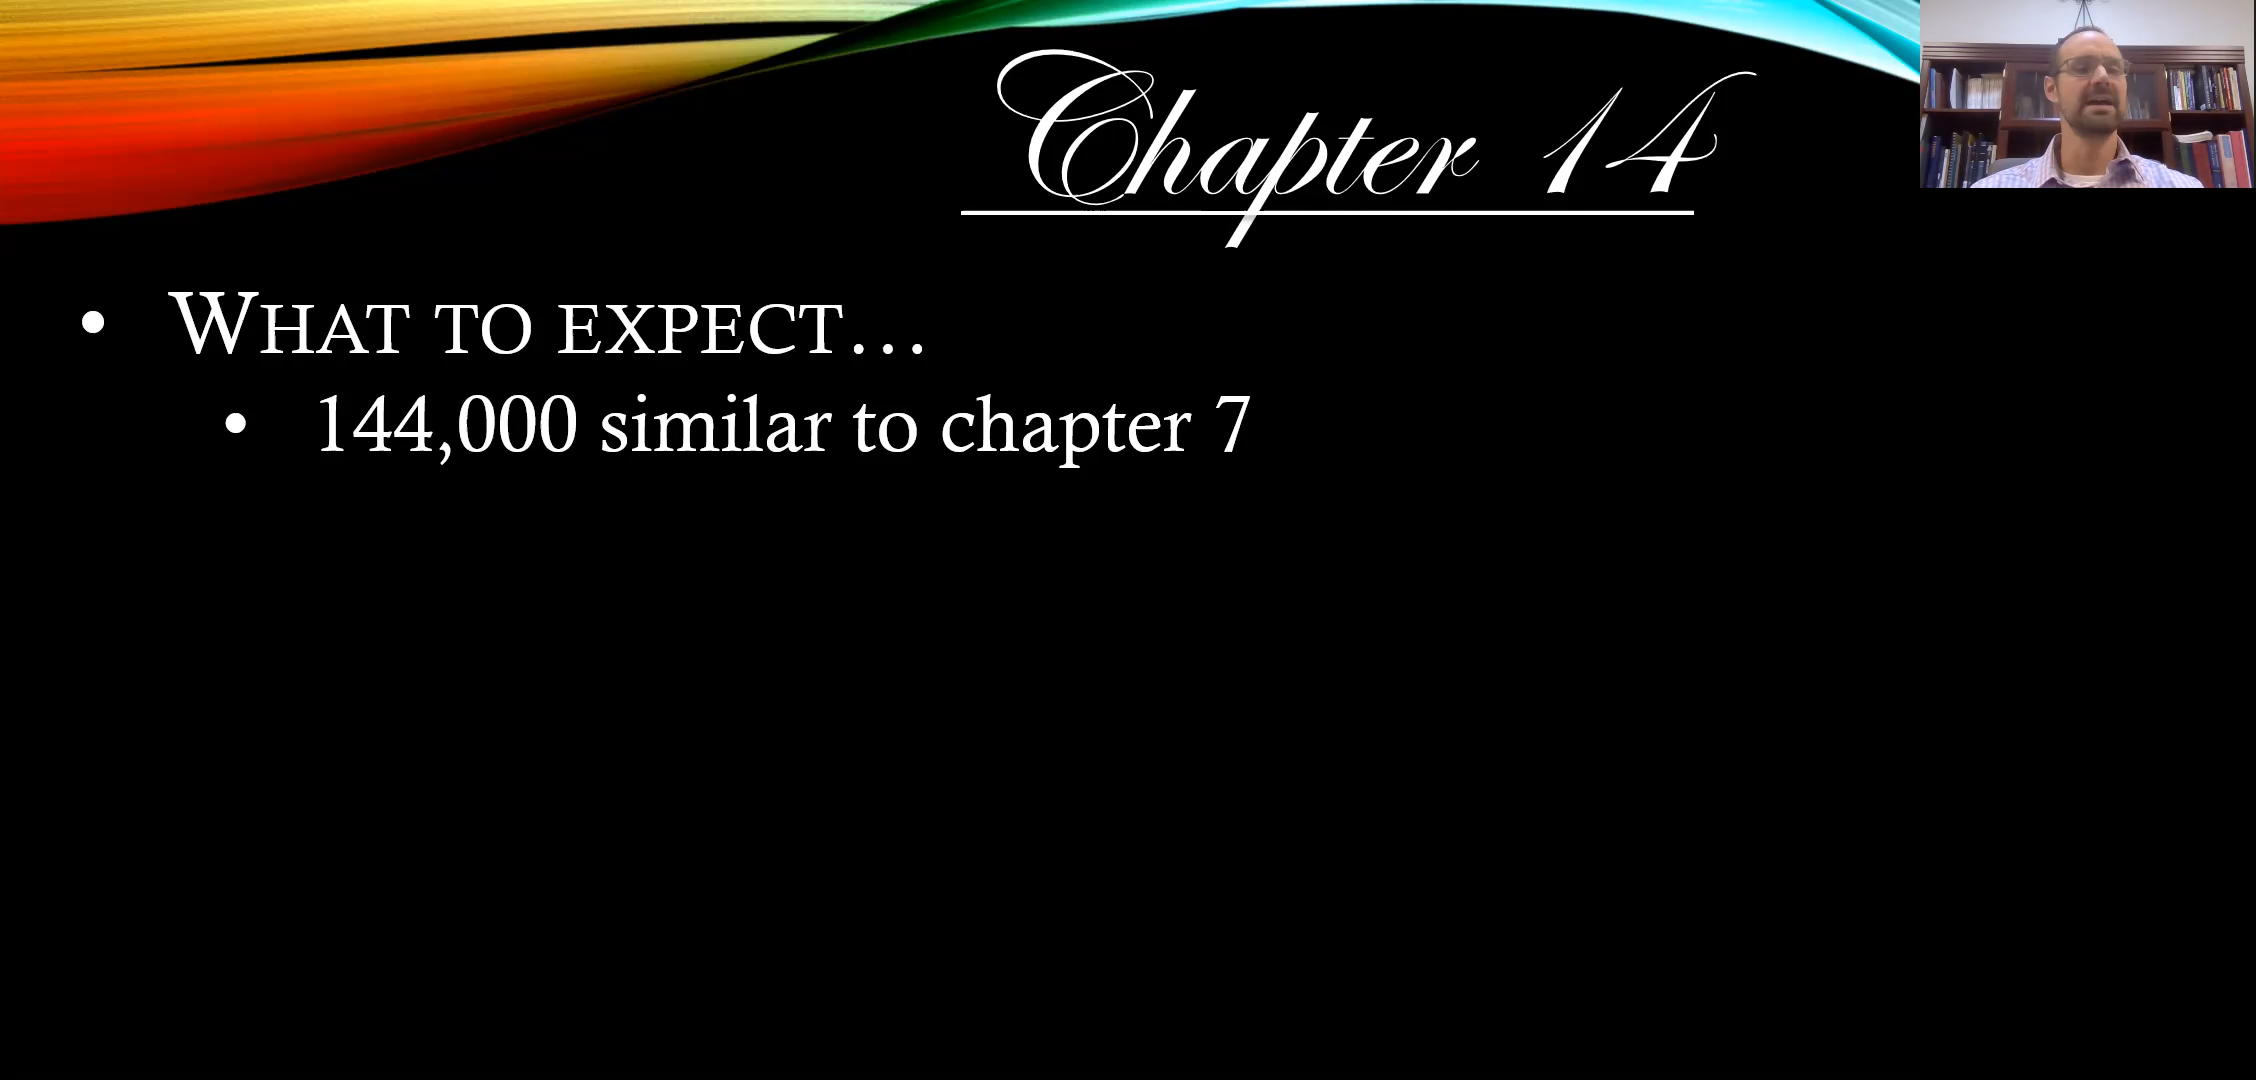 Chapter 14
• WHAT TO EXPECT…
• 144,000 similar to chapter 7